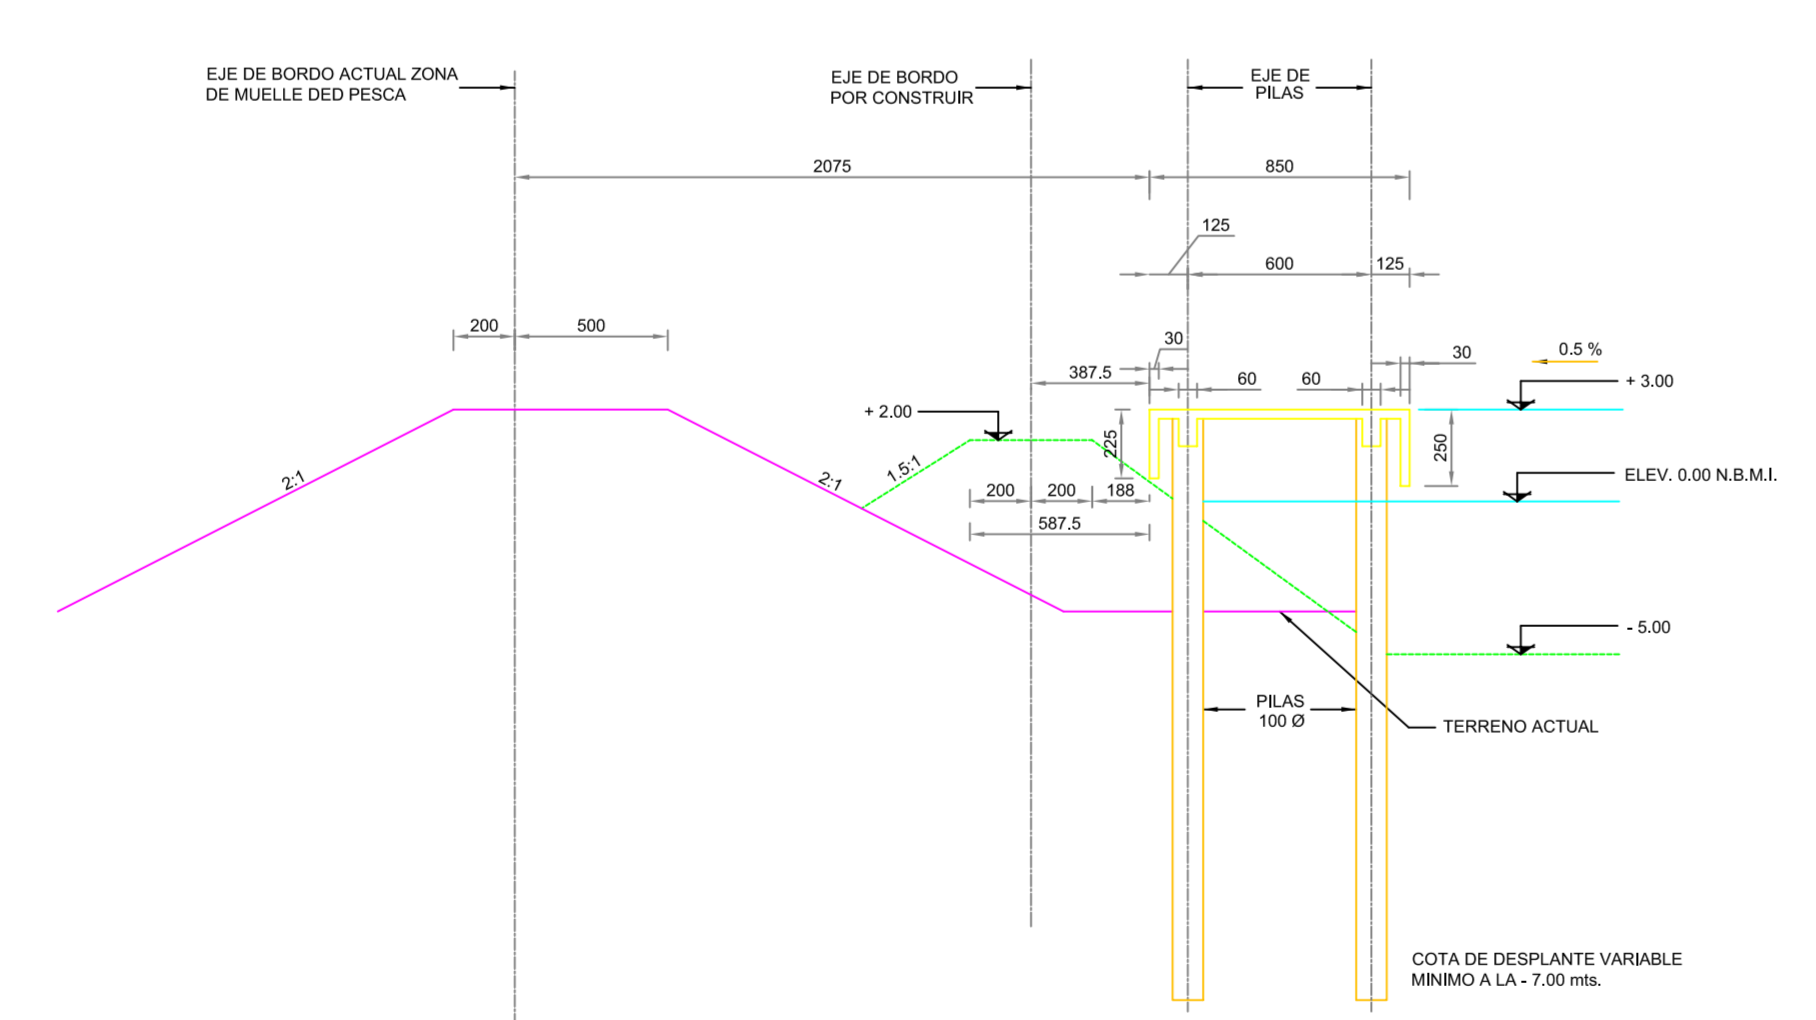 EJE DE BORDO ACTUAL ZONA
DE MUELLE DED PESCA
EJE DE BORDO
POR CONSTRUIR
EJE DE
PILAS
2075
850
125
600
125
200
500
30
387.5
60
60
30
0.5 %
+ 3.00
+ 2.00
225
250
2:1
2:1
1.5:1
ELEV. 0.00 N.B.M.I.
200
200
188
587.5
- 5.00
PILAS
100 Ø
TERRENO ACTUAL
COTA DE DESPLANTE VARIABLE
MINIMO A LA - 7.00 mts.